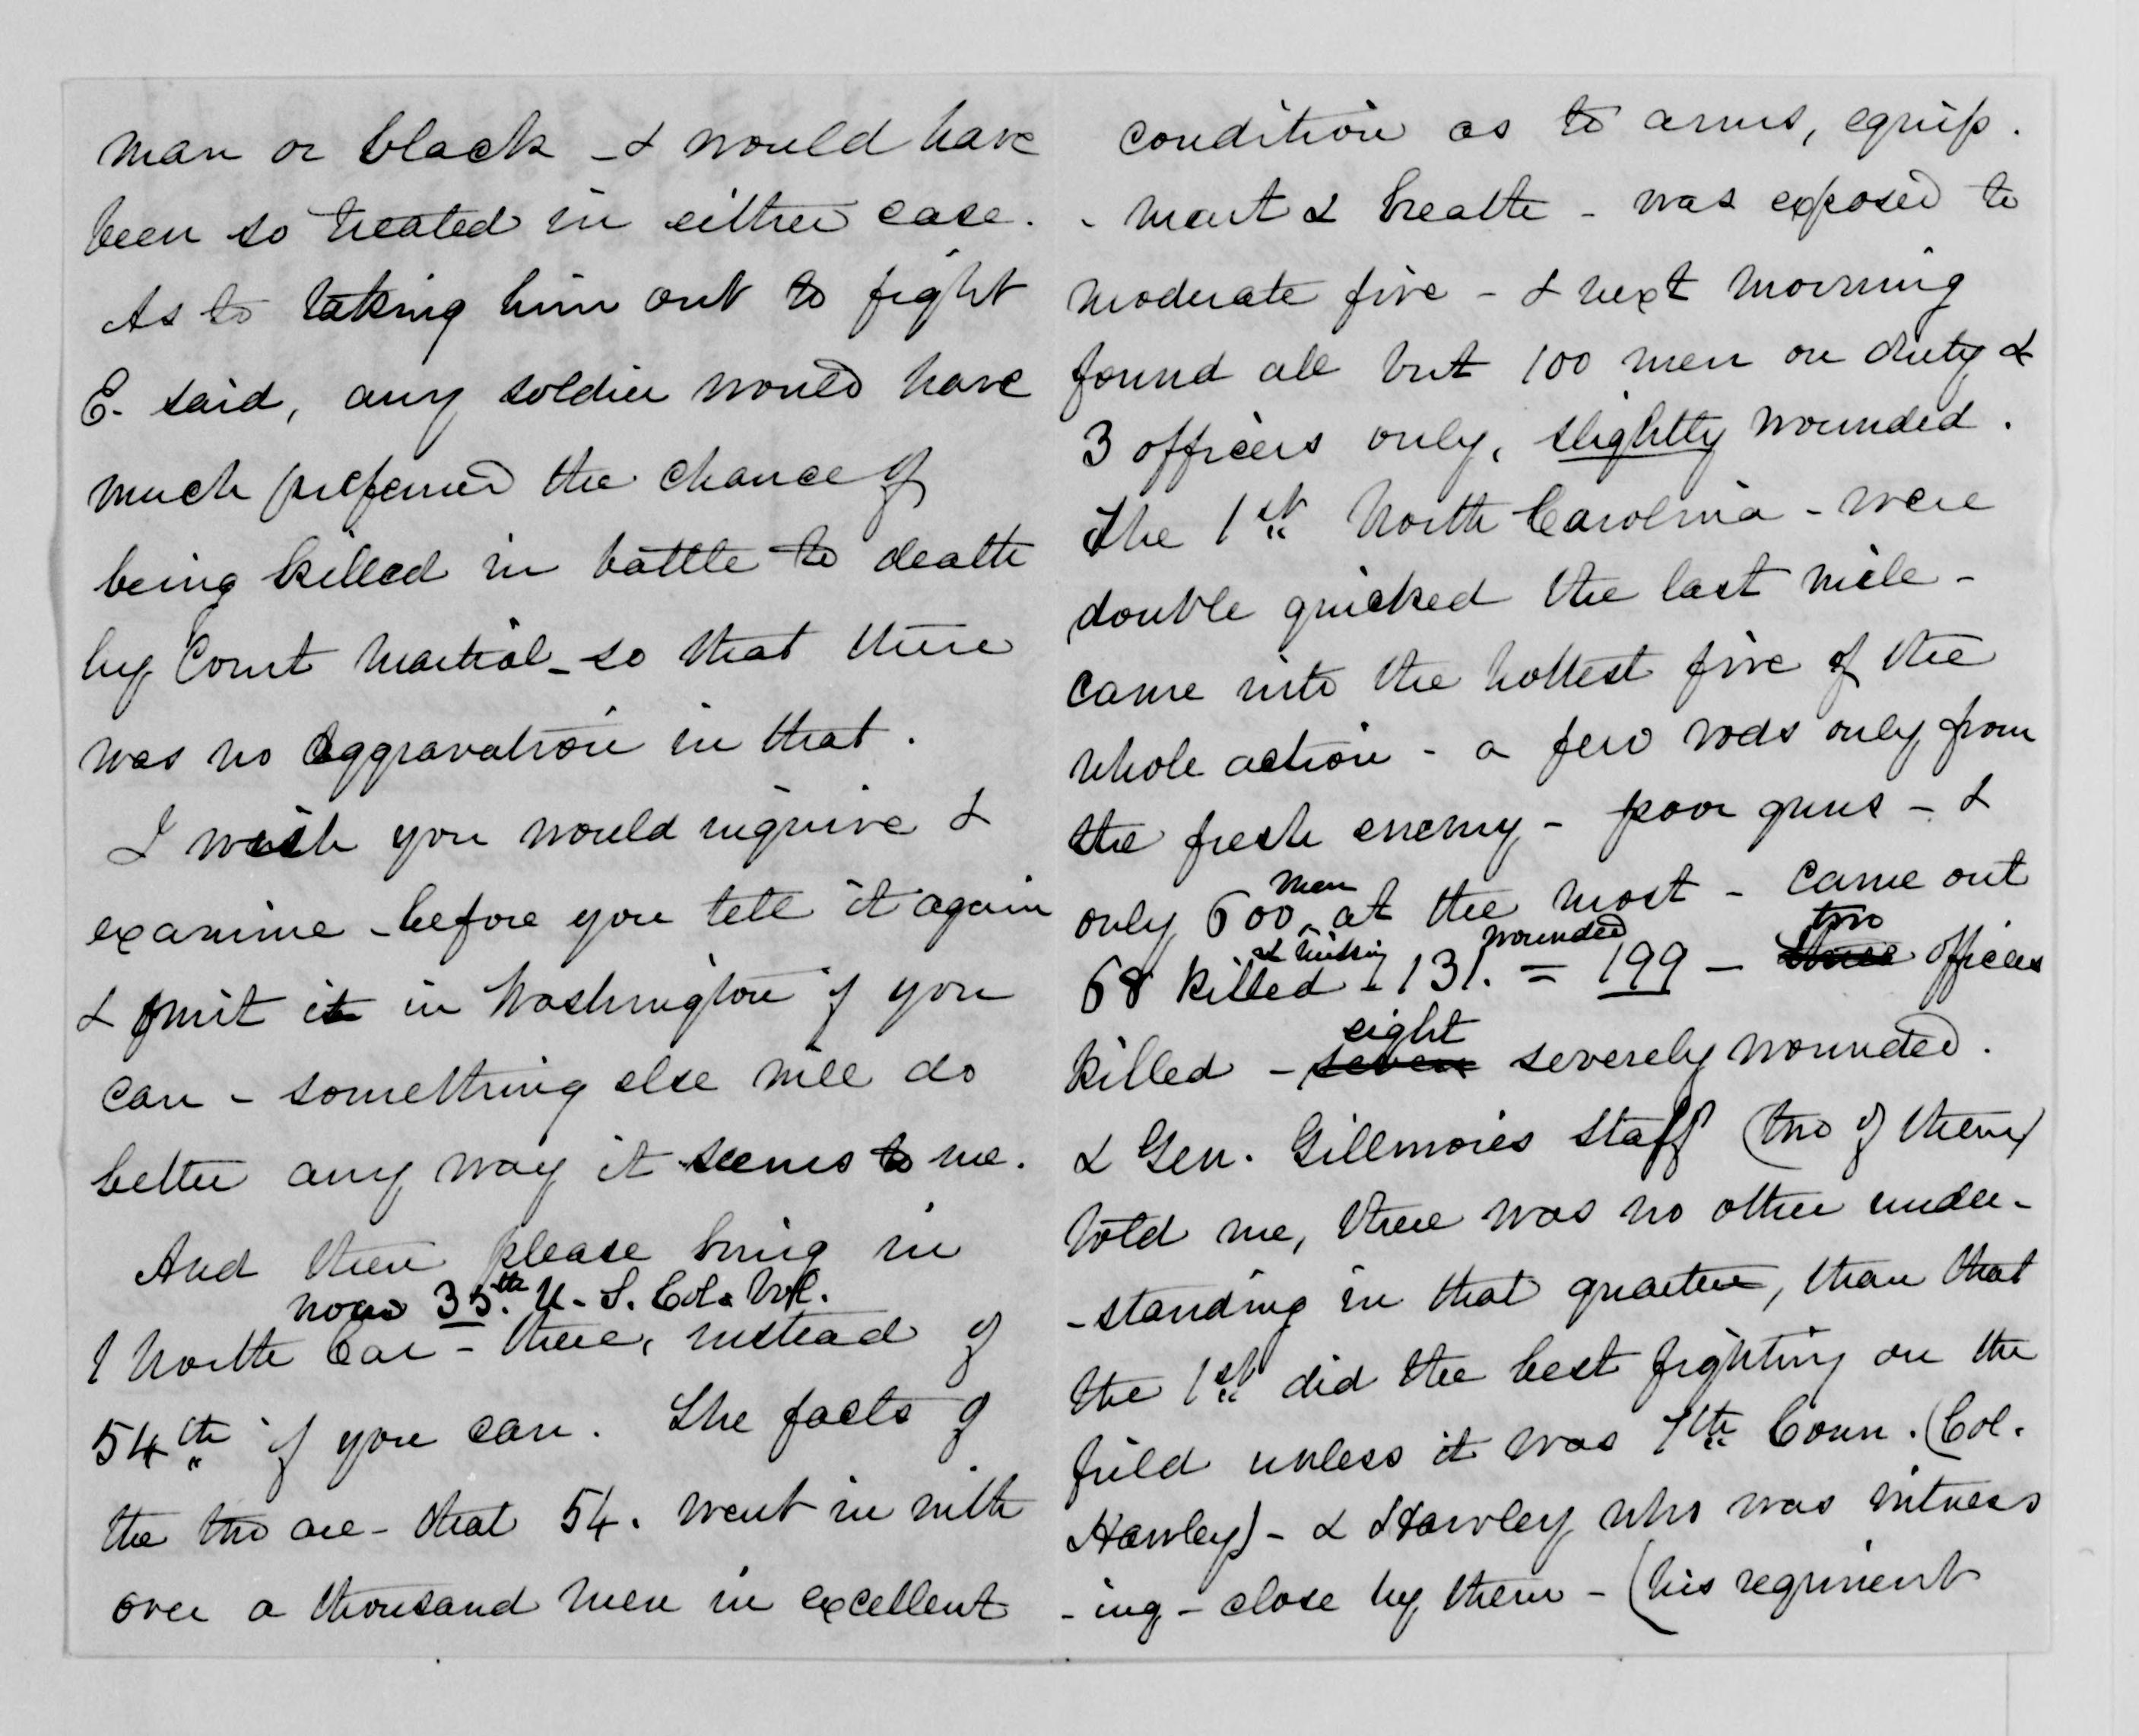 man or black - & would have
been so treated in either case.
As to taking him out to fight
E. said, any soldier would have
much preferred the chance of
being killed in battle to death
by Court Martial - so that there
was no aggravation in that.
I wish you would inquire &
examine - before you tell it again
& omit it in Washington if you
can - something else will do
better any way it seems to me.
And then please bring in
now 35th. U. S. Col. Vol.
1 North Car - there, instead of
54th if you can. The facts of
the two are - that 54. went in with
over a thousand men in excellent
condition as to arms, equip.
- ment & health - was exposed to
moderate fire - & next morning
found all but 100 men on duty &
3 officers only, slightly wounded.
The 1st North Carolina - were
double quicked the last mile -
came into the hottest fire of the
whole action - a few rods only from
the fresh enemy - poor guns - &
men
only 600 at the most - came out
& missing wounded two
68 killed - 131. = 199 - three officers
eight
killed - seven severely wounded.
& Gen. Gillmores Staff (two of them)
told me, there was no other under-
-standing in that quarter, than that
the 1st did the best fighting on the
field unless it was 7th Conn. (Col.
Hawley) - & Hawley who was witness
-ing - close by them - (his regiment